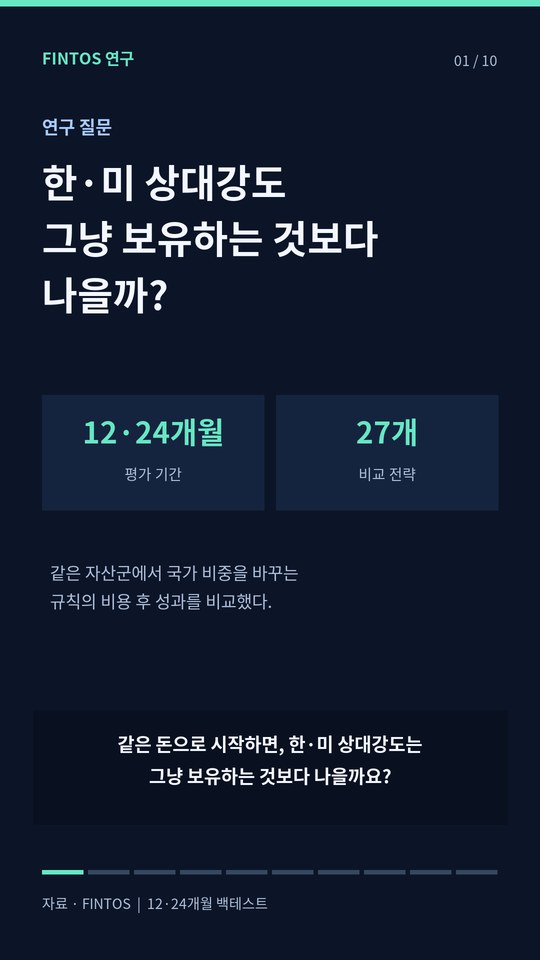 FINTOS 연구
01 / 10
연구 질문
한·미 상대강도
그냥 보유하는 것보다
나을까?
12·24개월
평가 기간
27개
비교 전략
같은 자산군에서 국가 비중을 바꾸는
규칙의 비용 후 성과를 비교했다.
같은 돈으로 시작하면, 한·미 상대강도는
그냥 보유하는 것보다 나을까요?
자료 · FINTOS | 12·24개월 백테스트